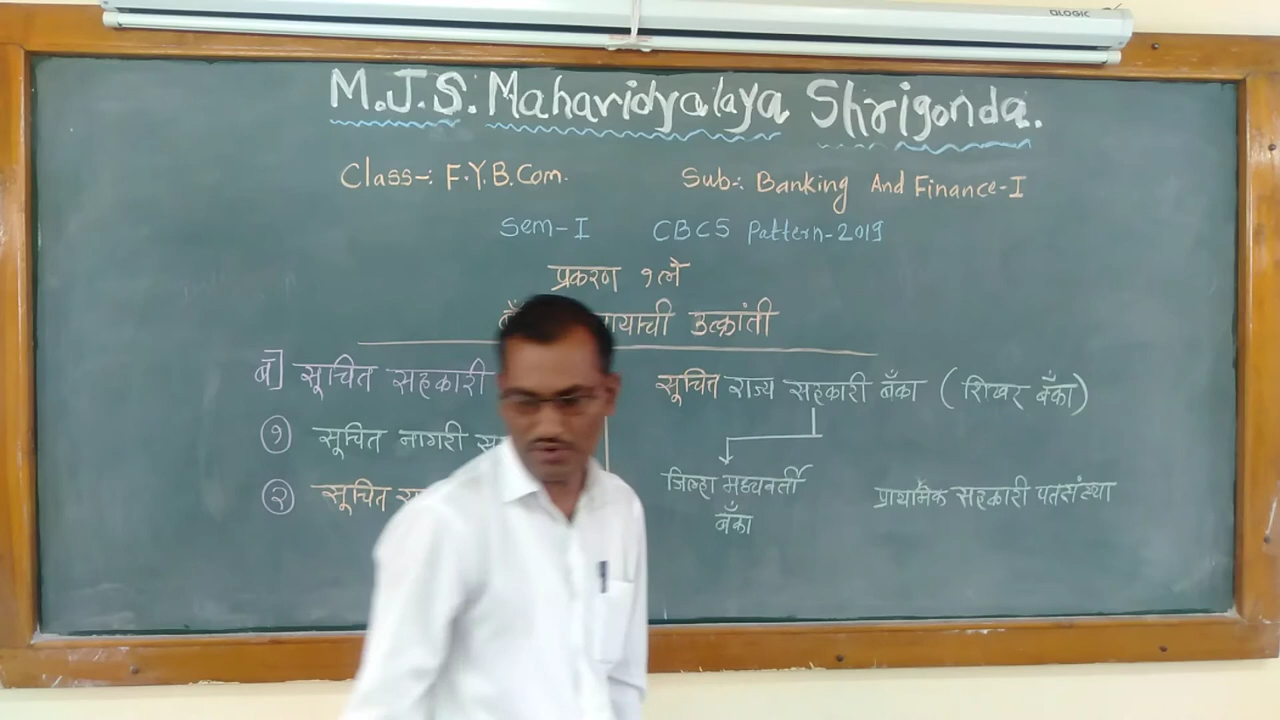 QLOGIC
M.J.S. Mahavidyalaya Shrigonda.
Class-: F.Y.B.Com. Sub-: Banking And Finance-I
Sem-I CBCS Pattern-2019
प्रकरण १ले
उत्क्रांती
ब] सूचित सहकारी
सूचित राज्य सहकारी बँका (शिखर बँका)
१ सूचित नागरी
२ सूचित
जिल्हा मध्यवर्ती
बँका
प्राथमिक सहकारी पतसंस्था